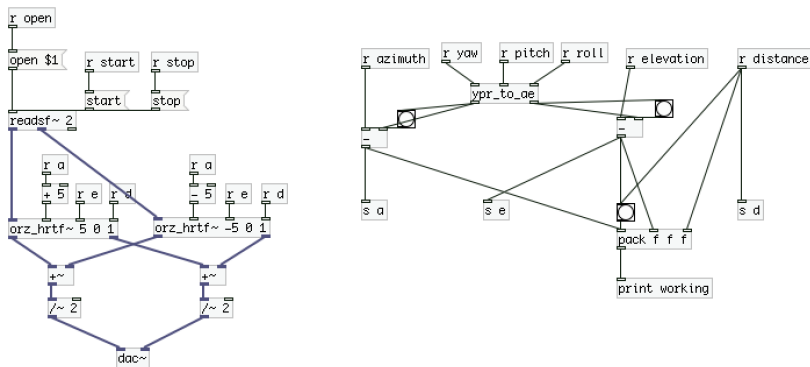 r open
open $1
r start
r stop
start
stop
readsf~ 2
r a
+ 5
r e
r d
r a
- 5
r e
r d
orz_hrtf~ 5 0 1
orz_hrtf~ -5 0 1
+~
+~
/~ 2
/~ 2
dac~
r azimuth
r yaw
r pitch
r roll
r elevation
r distance
ypr_to_ae
-
-
s a
s e
s d
pack f f f
print working